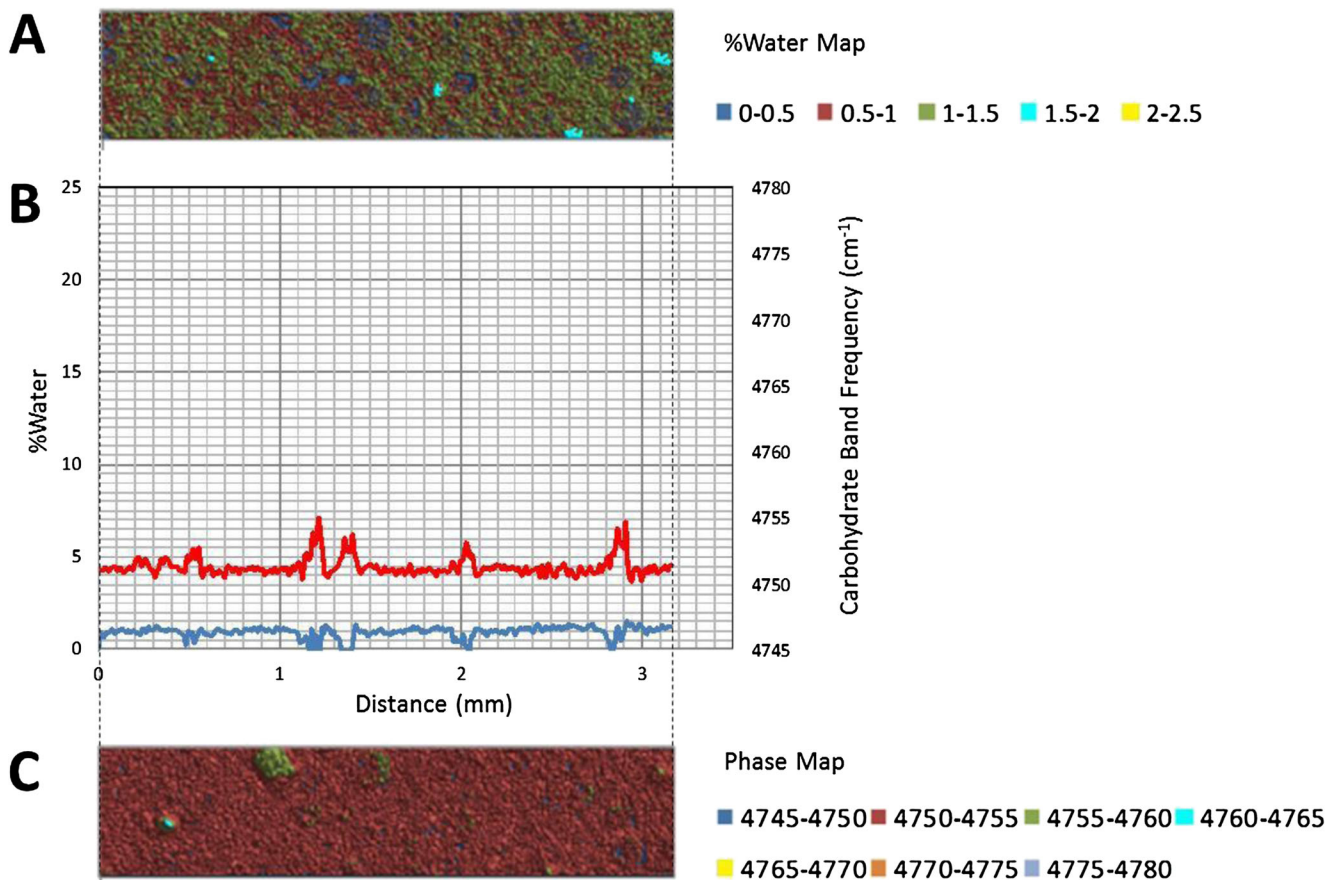 A
%Water Map
0-0.5 0.5-1 1-1.5 1.5-2 2-2.5
B
25
20
15
10
5
0
%Water
4780
4775
4770
4765
4760
4755
4750
4745
Carbohydrate Band Frequency (cm⁻¹)
0 1 2 3
Distance (mm)
C
Phase Map
4745-4750 4750-4755 4755-4760 4760-4765
4765-4770 4770-4775 4775-4780